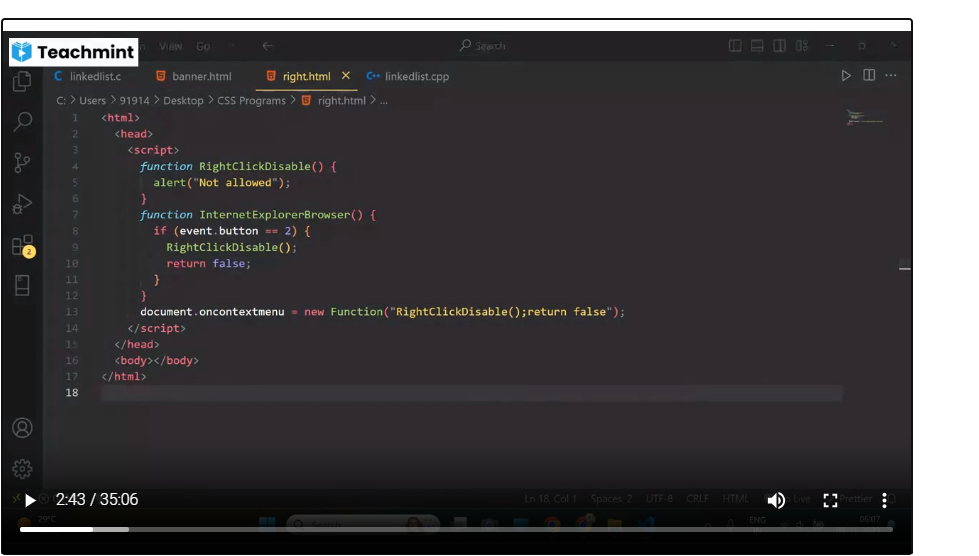 Teachmint
View Go
Search
linkedlist.c banner.html right.html linkedlist.cpp
C: > Users > 91914 > Desktop > CSS Programs > right.html > ...
1 <html>
2 <head>
3 <script>
4 function RightClickDisable() {
5 alert("Not allowed");
6 }
7 function InternetExplorerBrowser() {
8 if (event.button == 2) {
9 RightClickDisable();
10 return false;
11 }
12 }
13 document.oncontextmenu = new Function("RightClickDisable();return false");
14 </script>
15 </head>
16 <body></body>
17 </html>
18
2
2:43 / 35:06
Ln 18, Col 1 Spaces: 2 UTF-8 CRLF HTML Live Prettier
29°C
Search
ENG
06:07